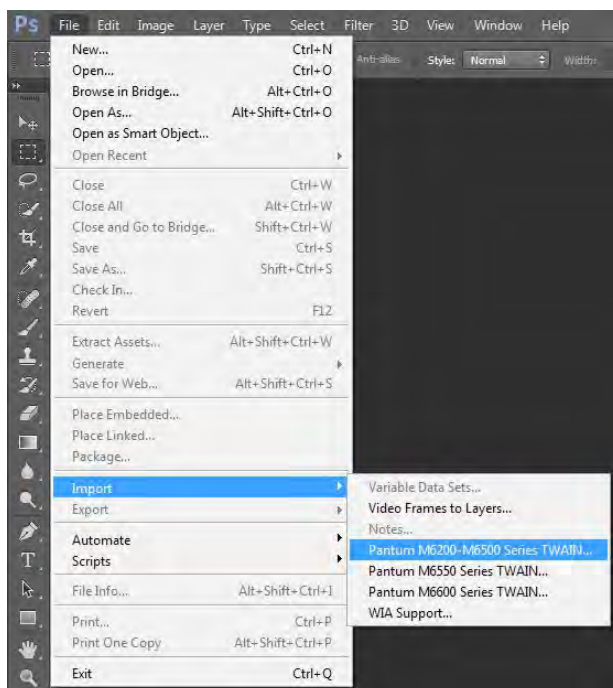 Ps File Edit Image Layer Type Select Filter 3D View Window Help
Anti-alias Style: Normal Width:
New... Ctrl+N
Open... Ctrl+O
Browse in Bridge... Alt+Ctrl+O
Open As... Alt+Shift+Ctrl+O
Open as Smart Object...
Open Recent
Close Ctrl+W
Close All Alt+Ctrl+W
Close and Go to Bridge... Shift+Ctrl+W
Save Ctrl+S
Save As... Shift+Ctrl+S
Check In...
Revert F12
Extract Assets... Alt+Shift+Ctrl+W
Generate
Save for Web... Alt+Shift+Ctrl+S
Place Embedded...
Place Linked...
Package...
Import
Export
Automate
Scripts
File Info... Alt+Shift+Ctrl+I
Print... Ctrl+P
Print One Copy Alt+Shift+Ctrl+P
Exit Ctrl+Q
Variable Data Sets...
Video Frames to Layers...
Notes...
Pantum M6200-M6500 Series TWAIN...
Pantum M6550 Series TWAIN...
Pantum M6600 Series TWAIN...
WIA Support...